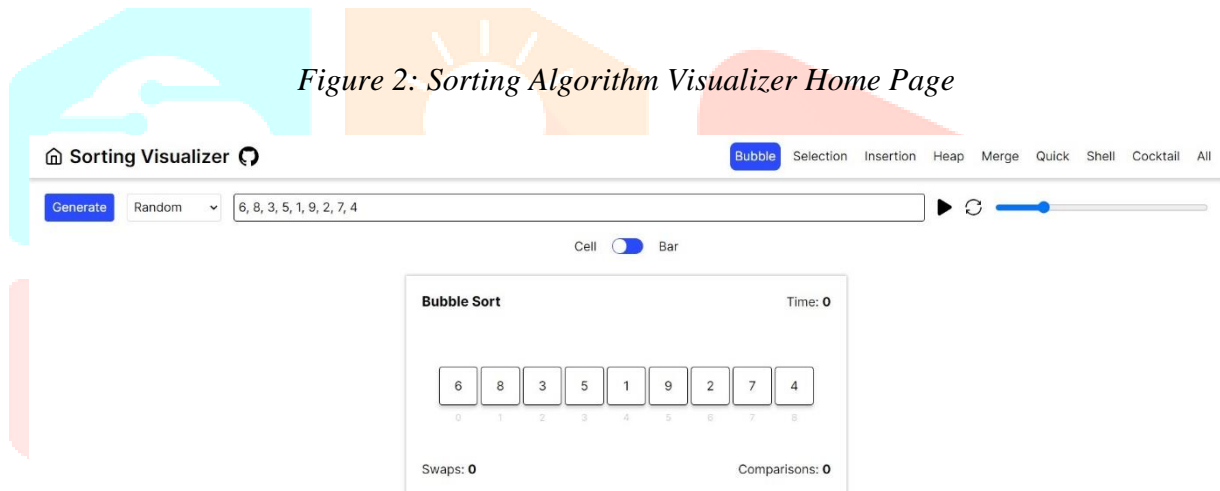 Figure 2: Sorting Algorithm Visualizer Home Page
Sorting Visualizer Bubble Selection Insertion Heap Merge Quick Shell Cocktail All
Generate Random 6, 8, 3, 5, 1, 9, 2, 7, 4
Cell Bar
Bubble Sort Time: 0
6 8 3 5 1 9 2 7 4
0 1 2 3 4 5 6 7 8
Swaps: 0 Comparisons: 0